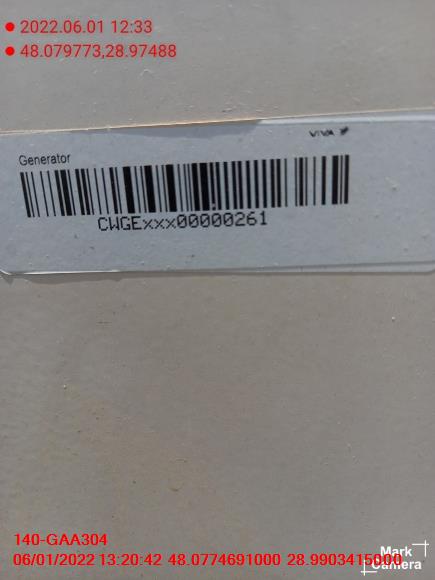 2022.06.01 12:33
48.079773,28.97488
VIVA
Generator
CWGExxx00000261
140-GAA304
06/01/2022 13:20:42 48.0774691000 28.9903415000
Mark
Camera